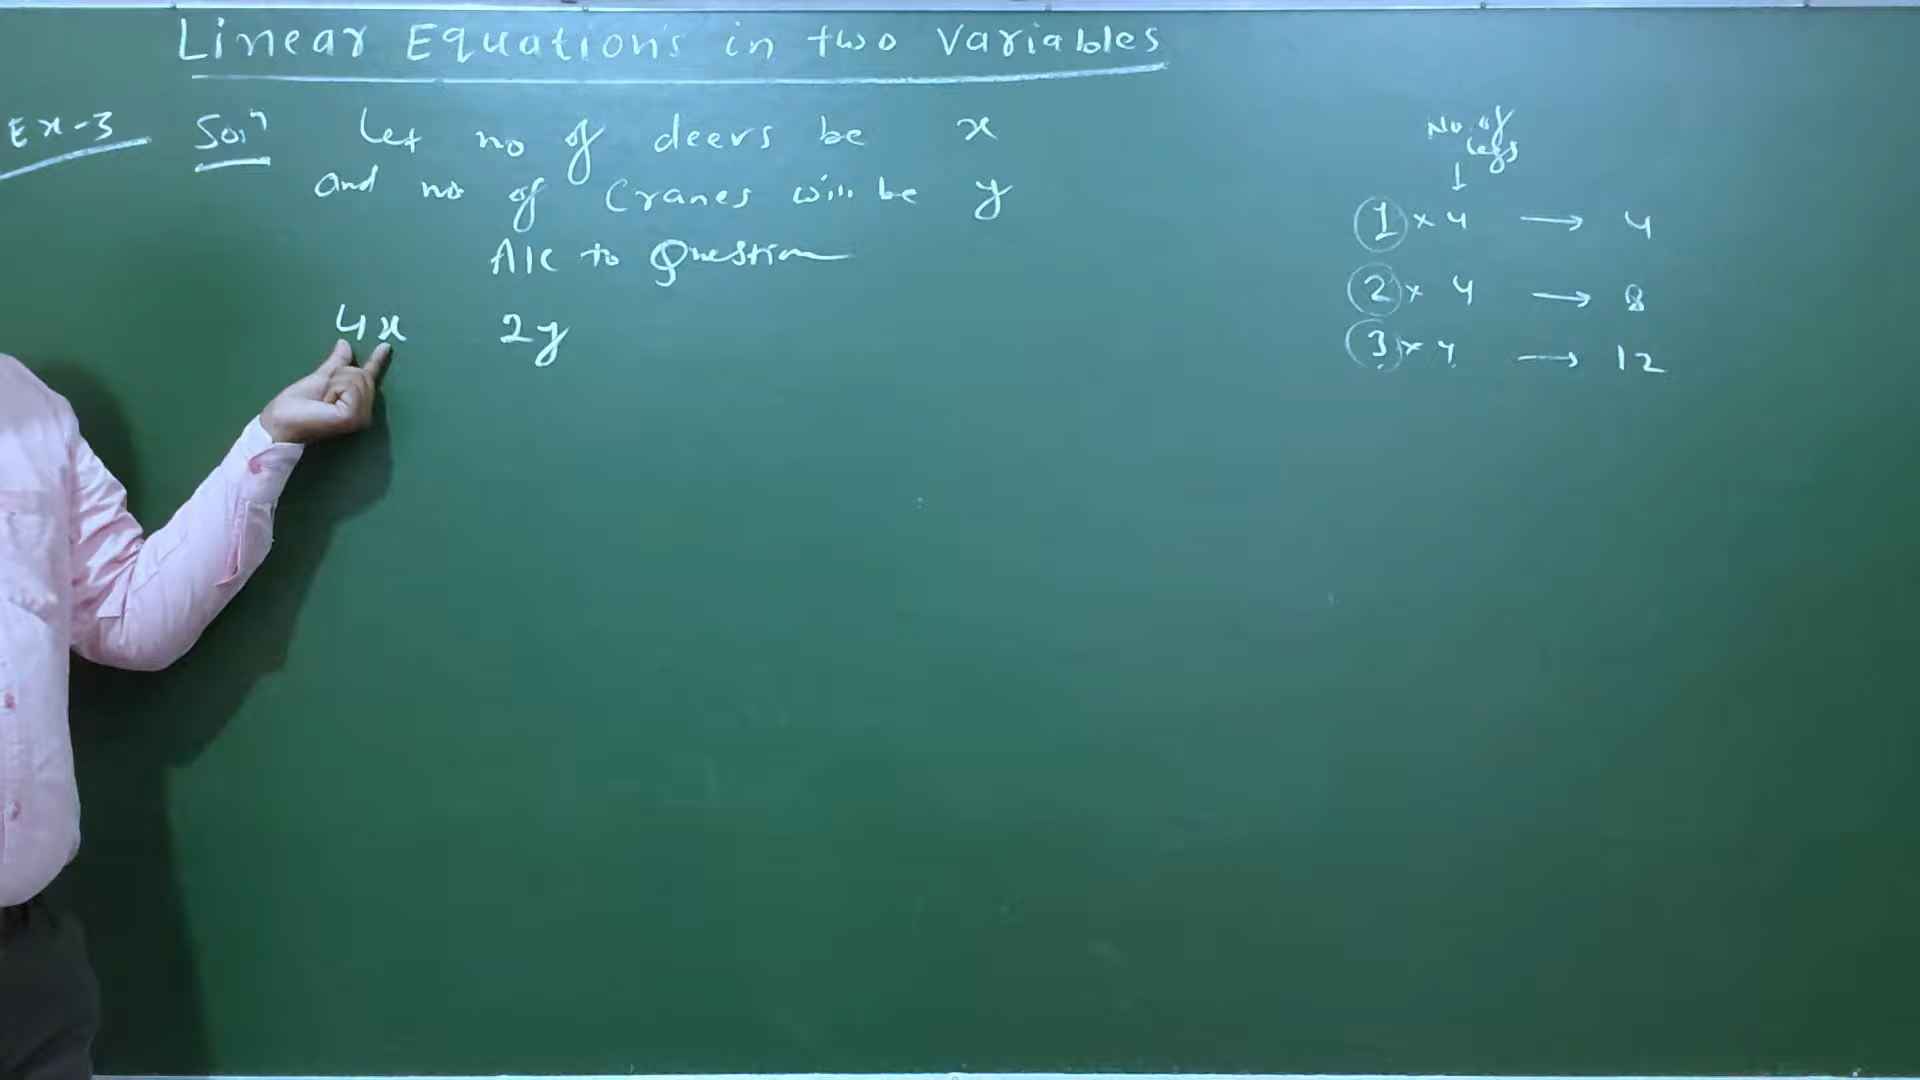 Linear Equations in two Variables
Ex-3 Solⁿ Let no of deers be x
and no of Cranes will be y
A/c to Question
4x 2y
No. of
legs
↓
1 × 4 → 4
2 × 4 → 8
3 × 4 → 12